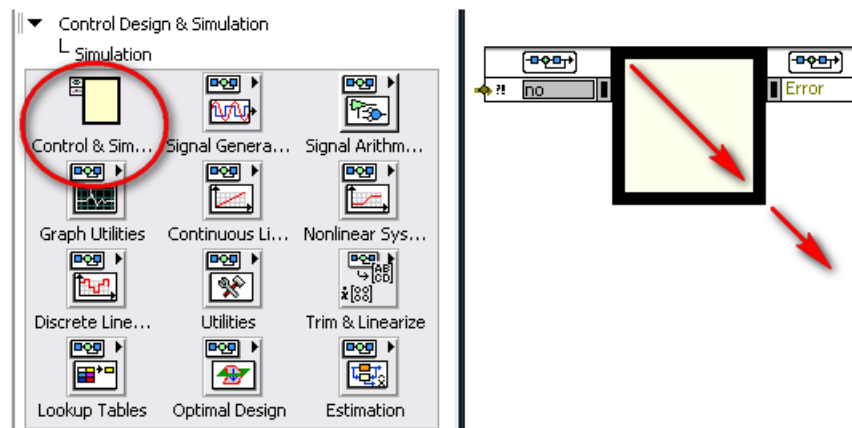 Control Design & Simulation
Simulation
Control & Sim... Signal Genera... Signal Arithm...
Graph Utilities Continuous Li... Nonlinear Sys...
Discrete Line... Utilities Trim & Linearize
Lookup Tables Optimal Design Estimation
?! no Error